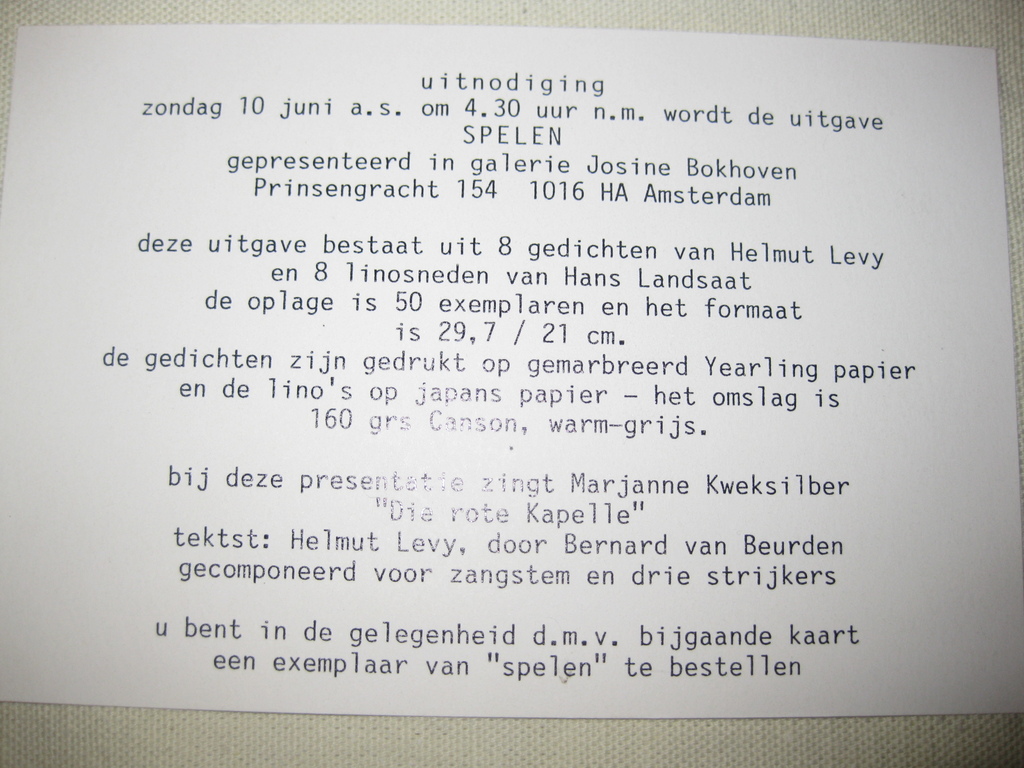 uitnodiging
zondag 10 juni a.s. om 4.30 uur n.m. wordt de uitgave
SPELEN
gepresenteerd in galerie Josine Bokhoven
Prinsengracht 154 1016 HA Amsterdam
deze uitgave bestaat uit 8 gedichten van Helmut Levy
en 8 linosneden van Hans Landsaat
de oplage is 50 exemplaren en het formaat
is 29,7 / 21 cm.
de gedichten zijn gedrukt op gemarbreerd Yearling papier
en de lino's op japans papier - het omslag is
160 grs Canson, warm-grijs.
bij deze presentatie zingt Marjanne Kweksilber
"Die rote Kapelle"
tektst: Helmut Levy, door Bernard van Beurden
gecomponeerd voor zangstem en drie strijkers
u bent in de gelegenheid d.m.v. bijgaande kaart
een exemplaar van "spelen" te bestellen